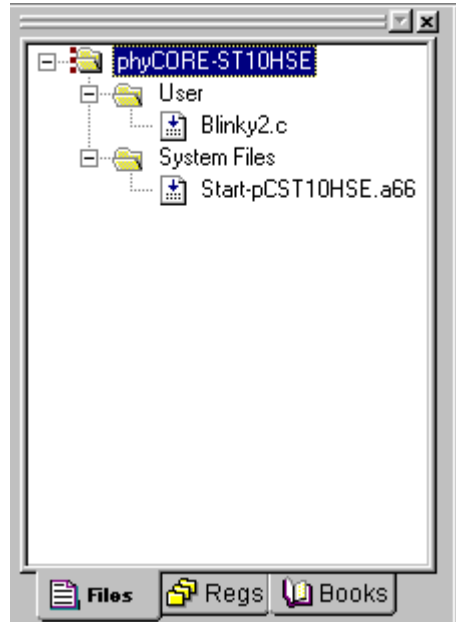 phyCORE-ST10HSE
User
Blinky2.c
System Files
Start-pCST10HSE.a66
Files Regs Books